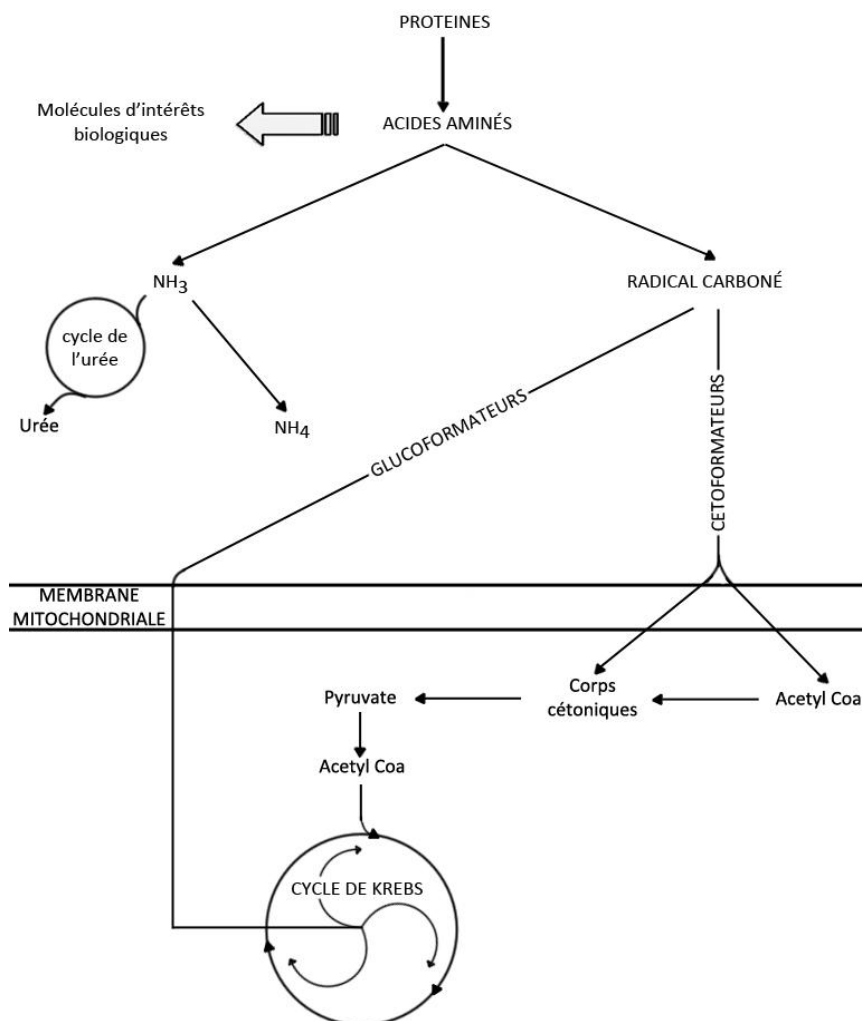 PROTEINES
Molécules d'intérêts
biologiques
ACIDES AMINÉS
NH3
RADICAL CARBONÉ
cycle de
l'urée
Urée
NH4
GLUCOFORMATEURS
CETOFORMATEURS
MEMBRANE
MITOCHONDRIALE
Pyruvate
Corps
cétoniques
Acetyl Coa
Acetyl Coa
CYCLE DE KREBS